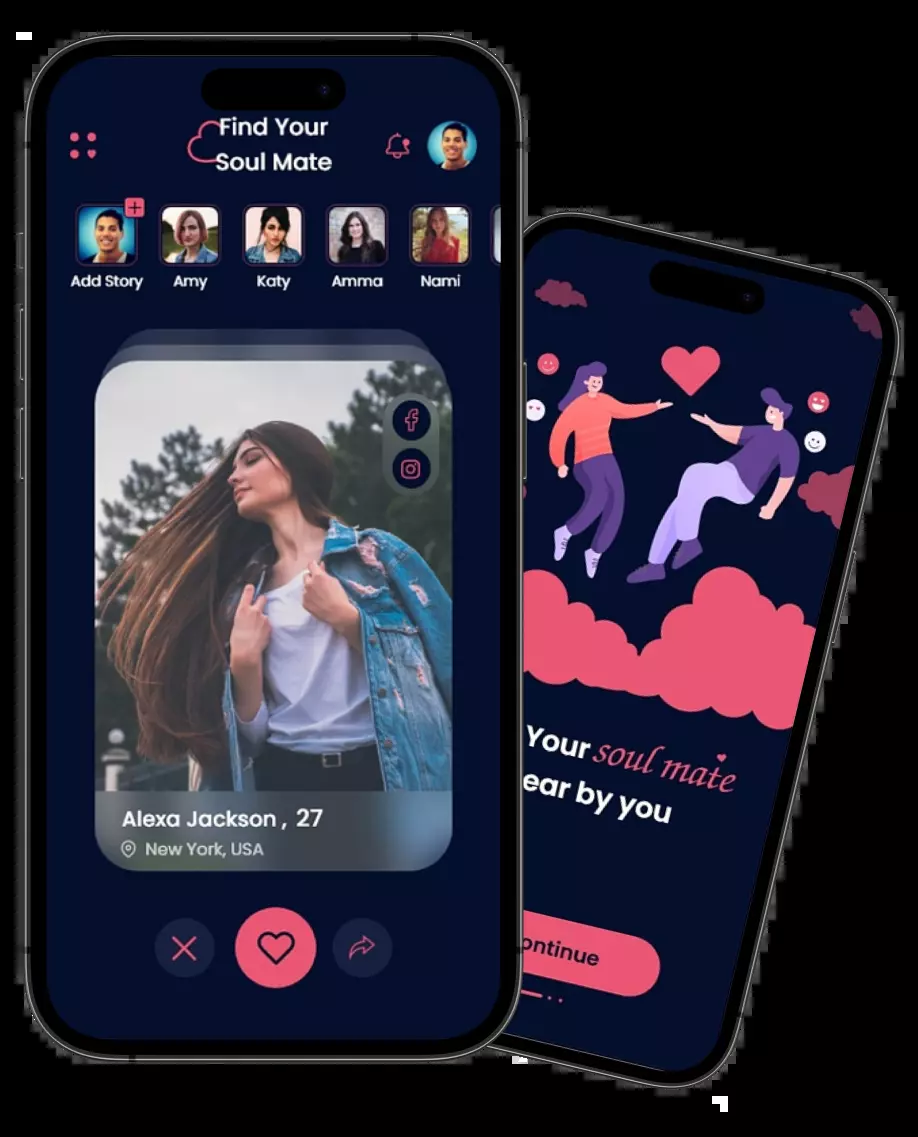 Find Your
Soul Mate
Add Story
Amy
Katy
Amma
Nami
Alexa Jackson , 27
New York, USA
Your soul mate
ear by you
ontinue